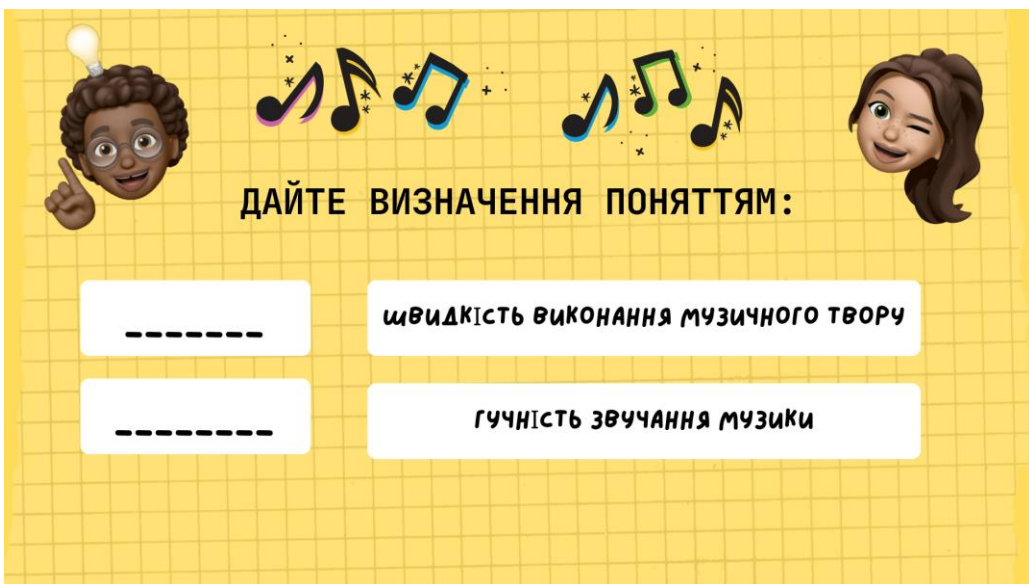 ДАЙТЕ ВИЗНАЧЕННЯ ПОНЯТТЯМ:
_______
ШВИДКІСТЬ ВИКОНАННЯ МУЗИЧНОГО ТВОРУ
________
ГУЧНІСТЬ ЗВУЧАННЯ МУЗИКИ